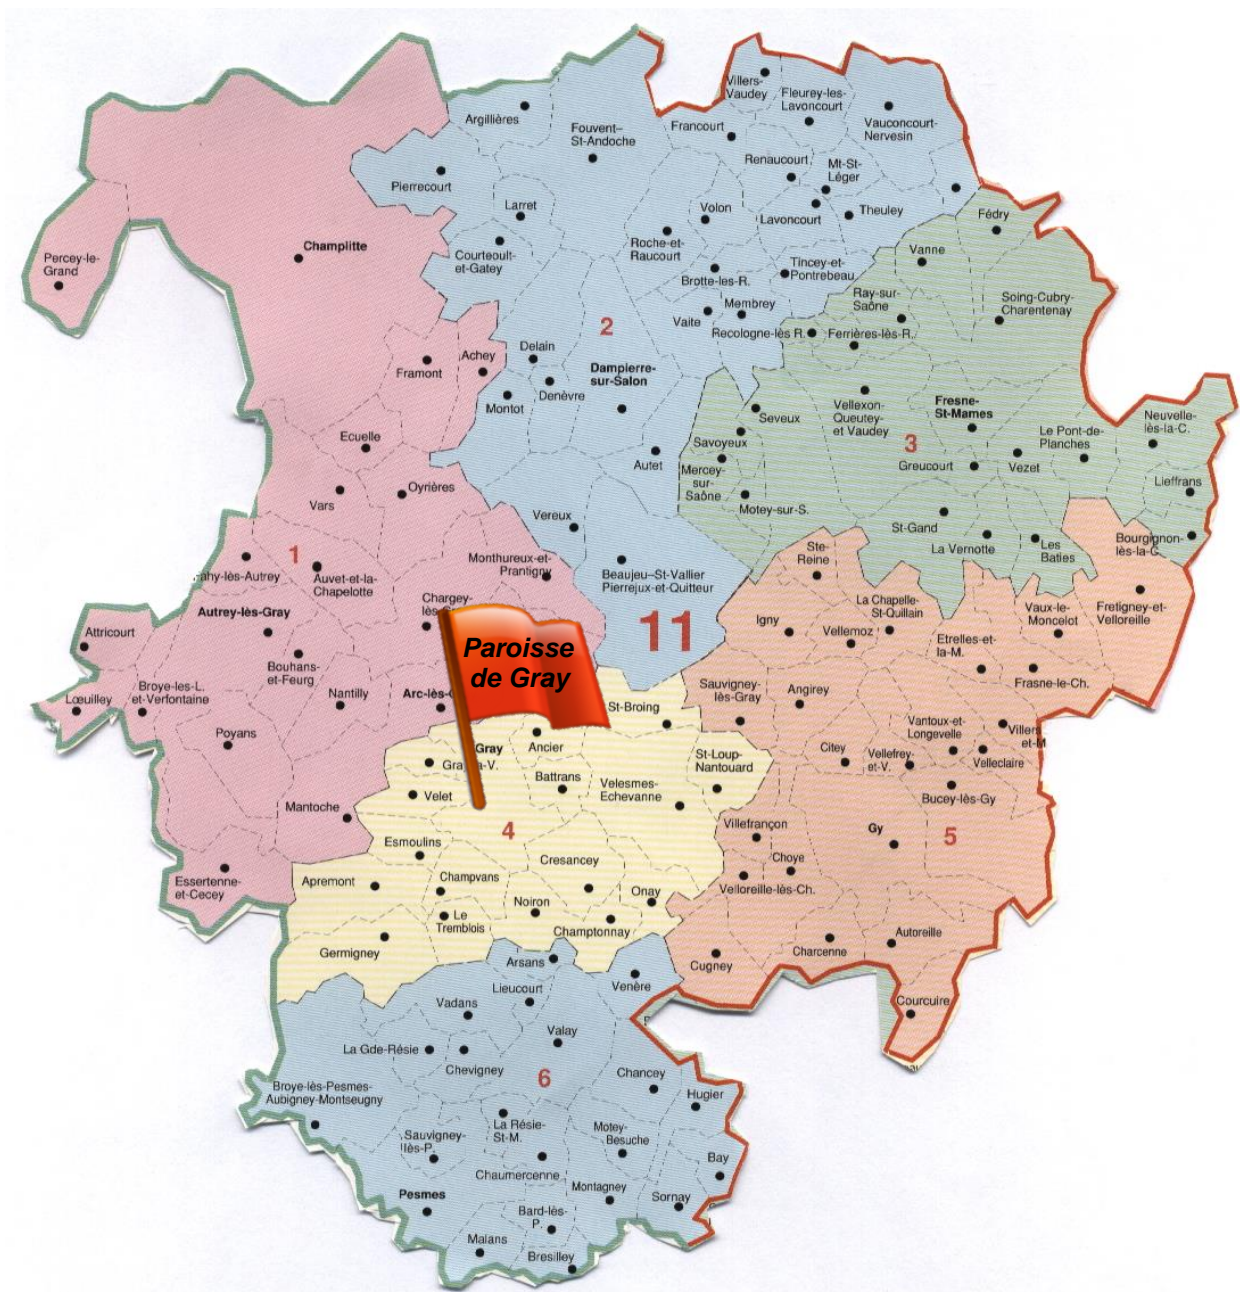 Villers-
Vaudey
Fleurey-les-
Lavoncourt
Argillières
Fouvent–
St-Andoche
Francourt
Vauconcourt-
Nervesin
Renaucourt
Mt-St-
Léger
Pierrecourt
Larret
Volon
Lavoncourt
Theuley
Fédry
Champlitte
Percey-le-
Grand
Courteoult-
et-Gatey
Roche-et-
Raucourt
Vanne
Tincey-et-
Pontrebeau
Brotte-les-R.
Ray-sur-
Saône
Soing-Cubry-
Charentenay
Membrey
Vaite
2
Recologne-lès R.
Ferrières-lès-R.
Delain
Achey
Framont
Dampierre-
sur-Salon
Denèvre
Montot
Seveux
Vellexon-
Queutey-
et Vaudey
Fresne-
St-Mames
Neuvelle-
lès-la-C.
Le Pont-de-
Planches
Ecuelle
Savoyeux
3
Autet
Mercey-
sur-
Saône
Greucourt
Vezet
Lieffrans
Oyrières
Vars
Motey-sur-S.
Vereux
St-Gand
La Vernotte
Les
Baties
Bourgignon-
lès-la-C.
1
Monthureux-et-
Prantigny
Ste-
Reine
-ahy-lès-Autrey
Auvet-et-la-
Chapelotte
Beaujeu–St-Vallier
Pierrejux-et-Quitteur
Chargey-
Autrey-lès-Gray
La Chapelle-
St-Quillain
Vaux-le-
Moncelot
Fretigney-et-
Velloreille
11
Igny
Vellemoz
Etrelles-et-
la-M.
Attricourt
Paroisse
de Gray
Bouhans-
et-Feurg
Frasne-le-Ch.
Lœuilley
Broye-les-L.
et-Verfontaine
Nantilly
Arc-lès-
Sauvigney-
lès-Gray
Angirey
St-Broing
Vantoux-et-
Longevelle
Villers
et-M
Poyans
Gray
Ancier
St-Loup-
Nantouard
Citey
Vellefrey-
et-V.
Velleclaire
Battrans
Velesmes-
Echevanne
Velet
Bucey-lès-Gy
Mantoche
4
Villefrançon
Gy
5
Esmoulins
Cresancey
Choye
Essertenne-
et-Cecey
Apremont
Champvans
Onay
Velloreille-lès-Ch.
Noiron
Le
Tremblois
Champtonnay
Autoreille
Germigney
Charcenne
Arsans
Cugney
Lieucourt
Venère
Vadans
Courcuire
Valay
La Gde-Résie
Chevigney
6
Chancey
Broye-lès-Pesmes-
Aubigney-Montseugny
Hugier
La Résie-
St-M.
Motey-
Besuche
Sauvigney-
lès-P.
Bay
Chaumercenne
Pesmes
Montagney
Sornay
Bard-lès-
P.
Malans
Bresilley